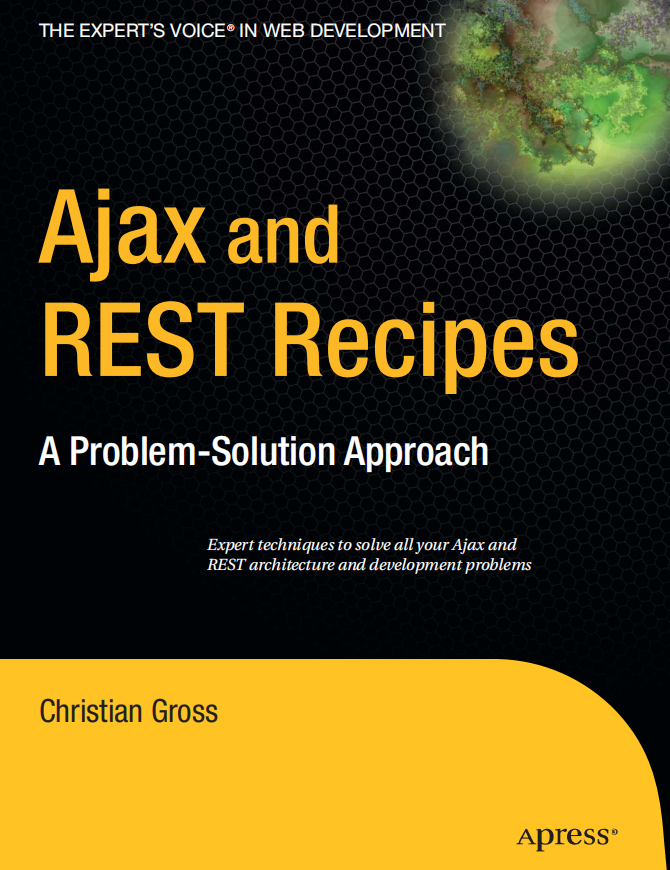 THE EXPERT'S VOICE® IN WEB DEVELOPMENT
Ajax and
REST Recipes
A Problem-Solution Approach
Expert techniques to solve all your Ajax and
REST architecture and development problems
Christian Gross
Apress®